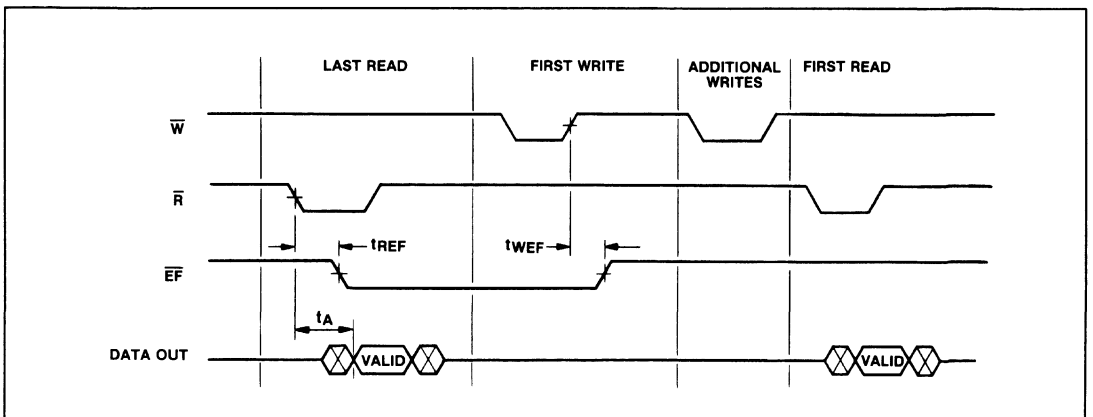 LAST READ
FIRST WRITE
ADDITIONAL
WRITES
FIRST READ
W
R
tREF
tWEF
EF
tA
DATA OUT
VALID
VALID